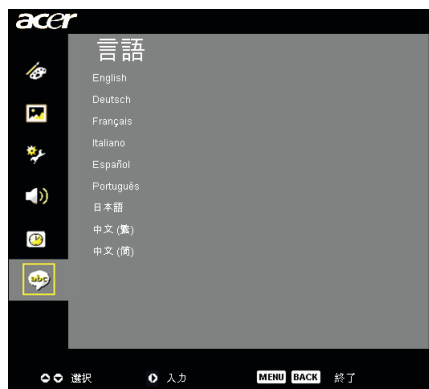 acer
言語
English
Deutsch
Français
Italiano
Español
Português
日本語
中文 (繁)
中文 (简)
abc
選択 入力 MENU BACK 終了